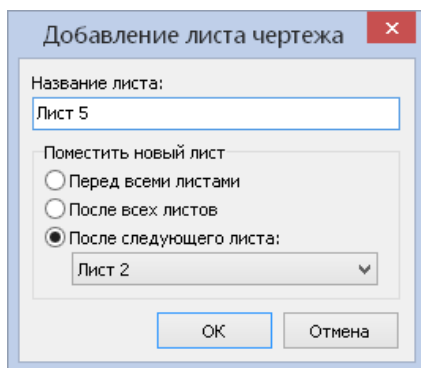 Добавление листа чертежа
Название листа:
Лист 5
Поместить новый лист
Перед всеми листами
После всех листов
После следующего листа:
Лист 2
ОК Отмена